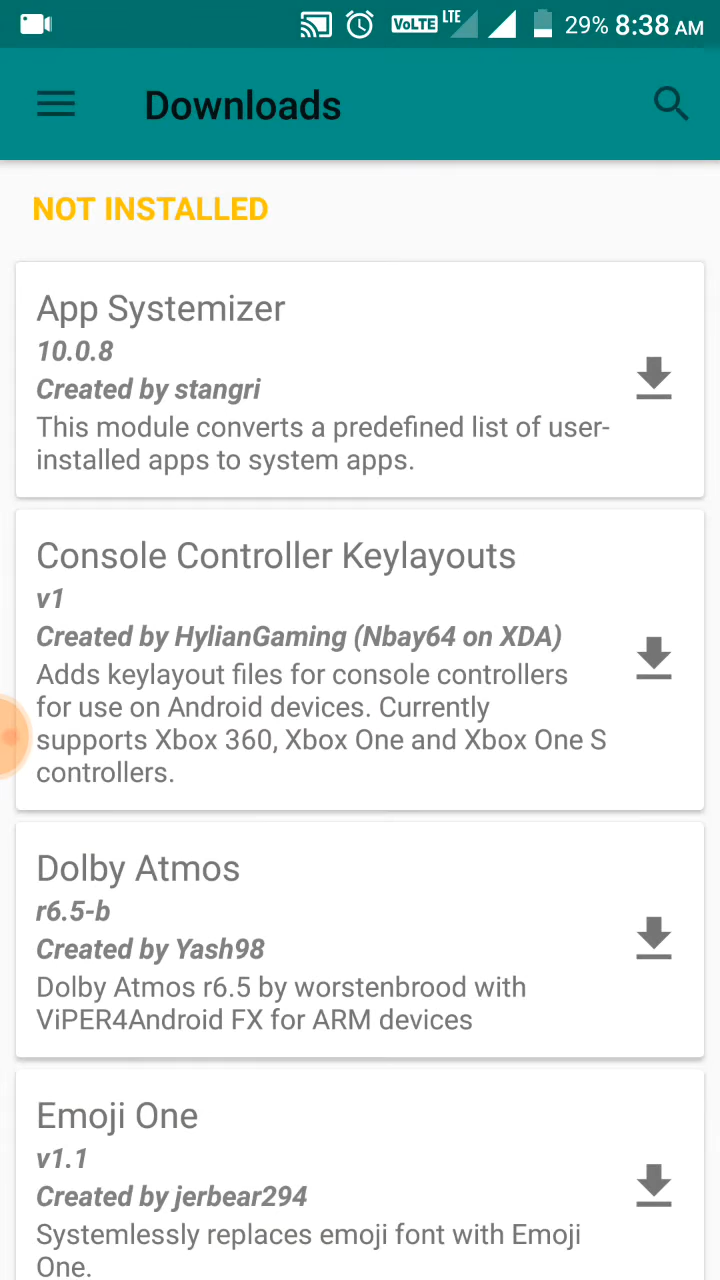 VoLTE LTE 29% 8:38 AM
Downloads
NOT INSTALLED
App Systemizer
10.0.8
Created by stangri
This module converts a predefined list of user-
installed apps to system apps.
Console Controller Keylayouts
v1
Created by HylianGaming (Nbay64 on XDA)
Adds keylayout files for console controllers
for use on Android devices. Currently
supports Xbox 360, Xbox One and Xbox One S
controllers.
Dolby Atmos
r6.5-b
Created by Yash98
Dolby Atmos r6.5 by worstenbrood with
ViPER4Android FX for ARM devices
Emoji One
v1.1
Created by jerbear294
Systemlessly replaces emoji font with Emoji
One.